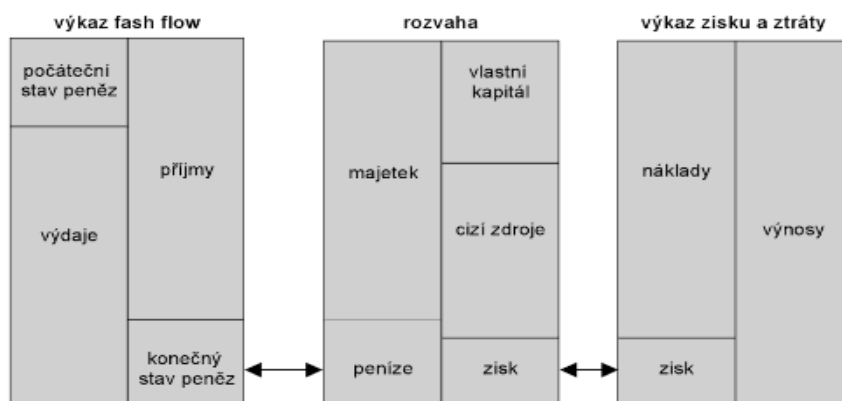 výkaz fash flow
počáteční
stav peněz
výdaje
příjmy
konečný
stav peněz
rozvaha
majetek
peníze
vlastní
kapitál
cizí zdroje
zisk
výkaz zisku a ztráty
náklady
zisk
výnosy